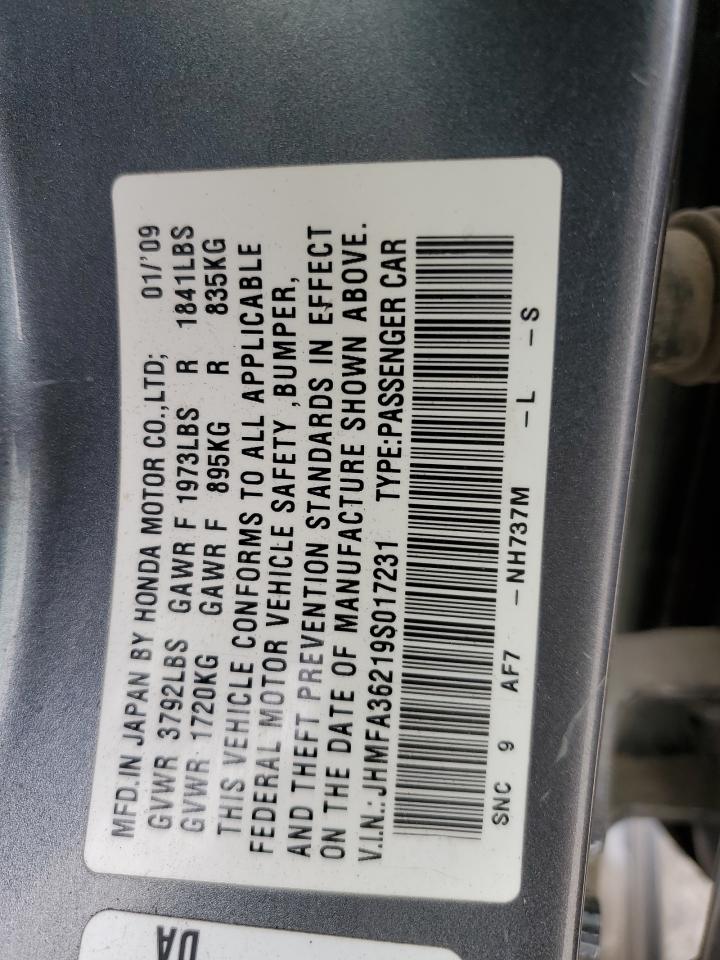 MFD.IN JAPAN BY HONDA MOTOR CO.,LTD; 01/'09
GVWR 3792LBS GAWR F 1973LBS R 1841LBS
GVWR 1720KG GAWR F 895KG R 835KG
THIS VEHICLE CONFORMS TO ALL APPLICABLE
FEDERAL MOTOR VEHICLE SAFETY ,BUMPER,
AND THEFT PREVENTION STANDARDS IN EFFECT
ON THE DATE OF MANUFACTURE SHOWN ABOVE.
V.I.N.:JHMFA36219S017231 TYPE:PASSENGER CAR
SNC 9 AF7 -NH737M -L -S
UA